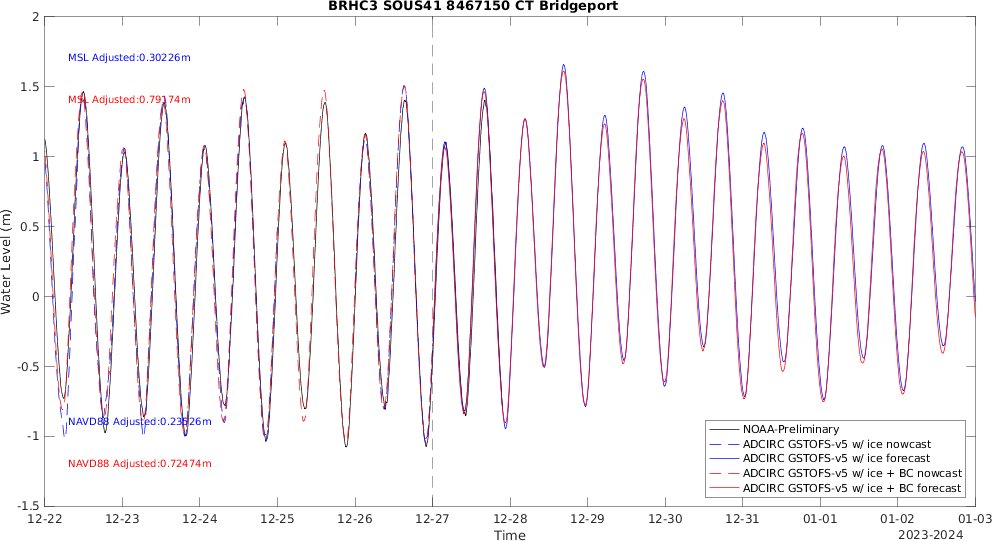 BRHC3 SOUS41 8467150 CT Bridgeport
Water Level (m)
2
1.5
1
0.5
0
-0.5
-1
-1.5
MSL Adjusted:0.30226m
MSL Adjusted:0.79174m
NAVD88 Adjusted:0.23526m
NAVD88 Adjusted:0.72474m
NOAA-Preliminary
ADCIRC GSTOFS-v5 w/ ice nowcast
ADCIRC GSTOFS-v5 w/ ice forecast
ADCIRC GSTOFS-v5 w/ ice + BC nowcast
ADCIRC GSTOFS-v5 w/ ice + BC forecast
12-22 12-23 12-24 12-25 12-26 12-27 12-28 12-29 12-30 12-31 01-01 01-02 01-03
Time
2023-2024